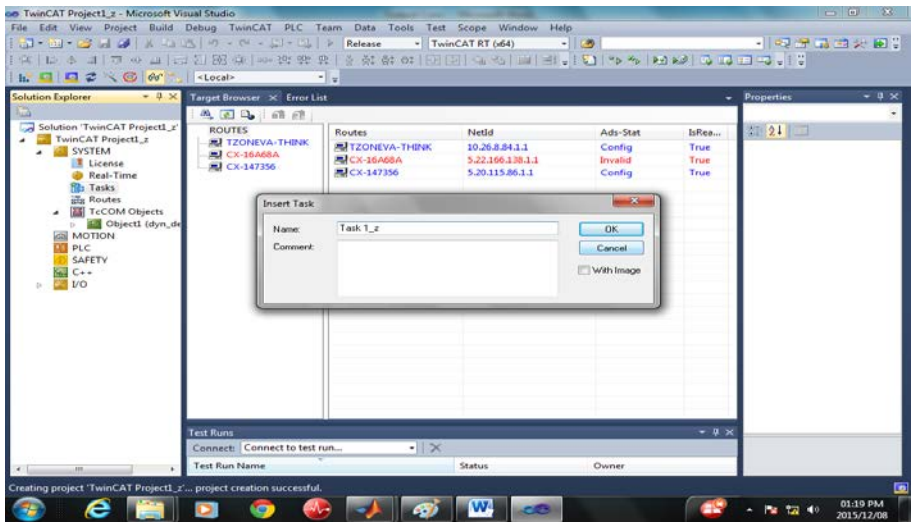 TwinCAT Project1_z - Microsoft Visual Studio
File Edit View Project Build Debug TwinCAT PLC Team Data Tools Test Scope Window Help
Release TwinCAT RT (x64)
<Local>
Solution Explorer
Target Browser Error List
Properties
Solution 'TwinCAT Project1_z'
TwinCAT Project1_z
SYSTEM
License
Real-Time
Tasks
Routes
TcCOM Objects
Object1 (dyn_de
MOTION
PLC
SAFETY
C++
I/O
ROUTES
TZONEVA-THINK
CX-16A68A
CX-147356
Routes NetId Ads-Stat IsRea...
TZONEVA-THINK 10.26.8.84.1.1 Config True
CX-16A68A 5.22.166.138.1.1 Invalid True
CX-147356 5.20.115.86.1.1 Config True
Insert Task
Name: Task 1_z OK
Comment: Cancel
With Image
Test Runs
Connect: Connect to test run...
Test Run Name Status Owner
Creating project 'TwinCAT Project1_z'... project creation successful.
01:19 PM
2015/12/08